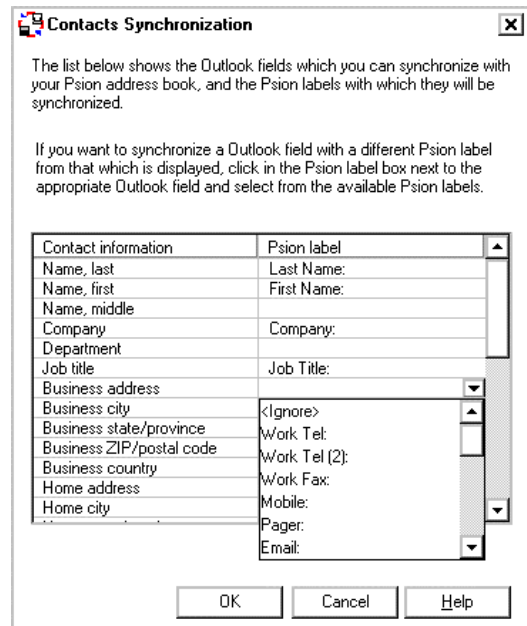 Contacts Synchronization
The list below shows the Outlook fields which you can synchronize with
your Psion address book, and the Psion labels with which they will be
synchronized.
If you want to synchronize a Outlook field with a different Psion label
from that which is displayed, click in the Psion label box next to the
appropriate Outlook field and select from the available Psion labels.
Contact information Psion label
Name, last Last Name:
Name, first First Name:
Name, middle
Company Company:
Department
Job title Job Title:
Business address
Business city <Ignore>
Business state/province Work Tel:
Business ZIP/postal code Work Tel (2):
Business country Work Fax:
Home address Mobile:
Home city Pager:
Email:
OK Cancel Help